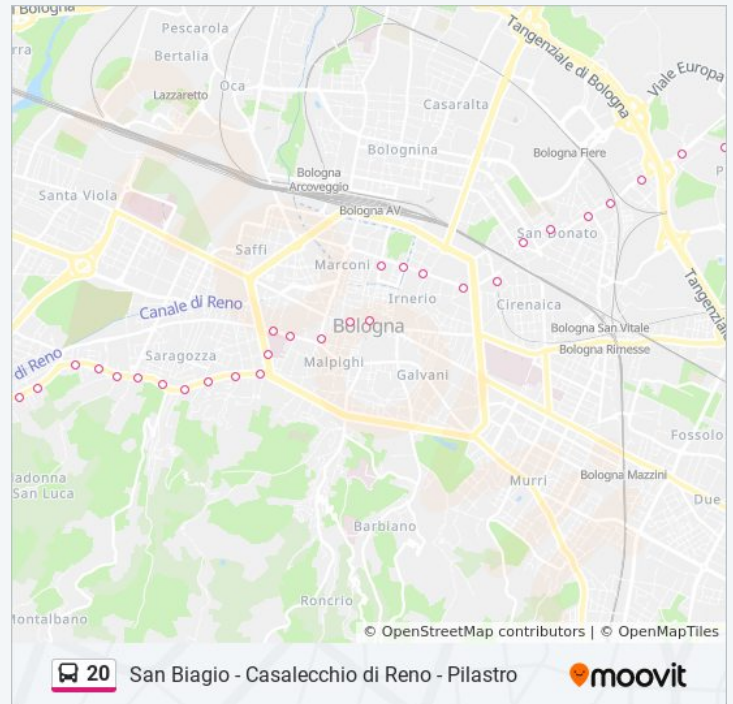 l Bologna
Pescarola
Tangenziale di Bologna
rra
Bertalia
Oca
Viale Europa
Lazzaretto
Casaralta
Bolognina
Bologna Fiere
Bologna
Arcoveggio
P
Santa Viola
Bologna AV
San Donato
Saffi
Marconi
Tangenziale
Irnerio
Canale di Reno
Cirenaica
Bologna
Bologna San Vitale
di Reno
Saragozza
Malpighi
Bologna Rimesse
Galvani
Fossolo
adonna
San Luca
Murri
Bologna Mazzini
Due
Barbiano
Roncrio
Montalbano
© OpenStreetMap contributors | © OpenMapTiles
20 San Biagio - Casalecchio di Reno - Pilastro
moovit